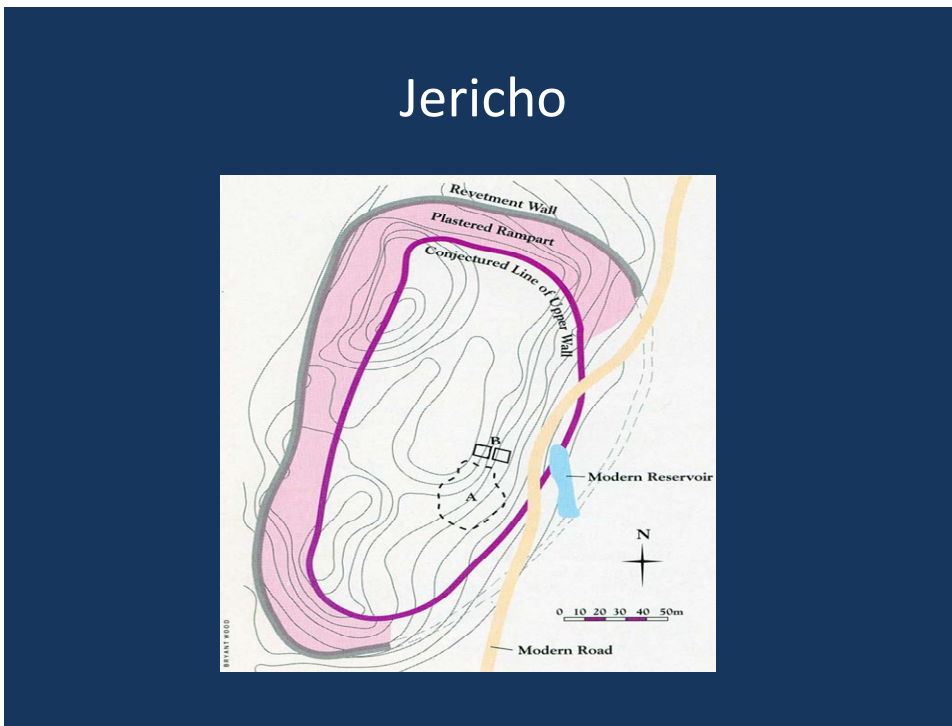 Jericho
Revetment Wall
Plastered Rampart
Conjectured Line of Upper Wall
B
A
Modern Reservoir
N
0 10 20 30 40 50m
Modern Road
BRYANT WOOD